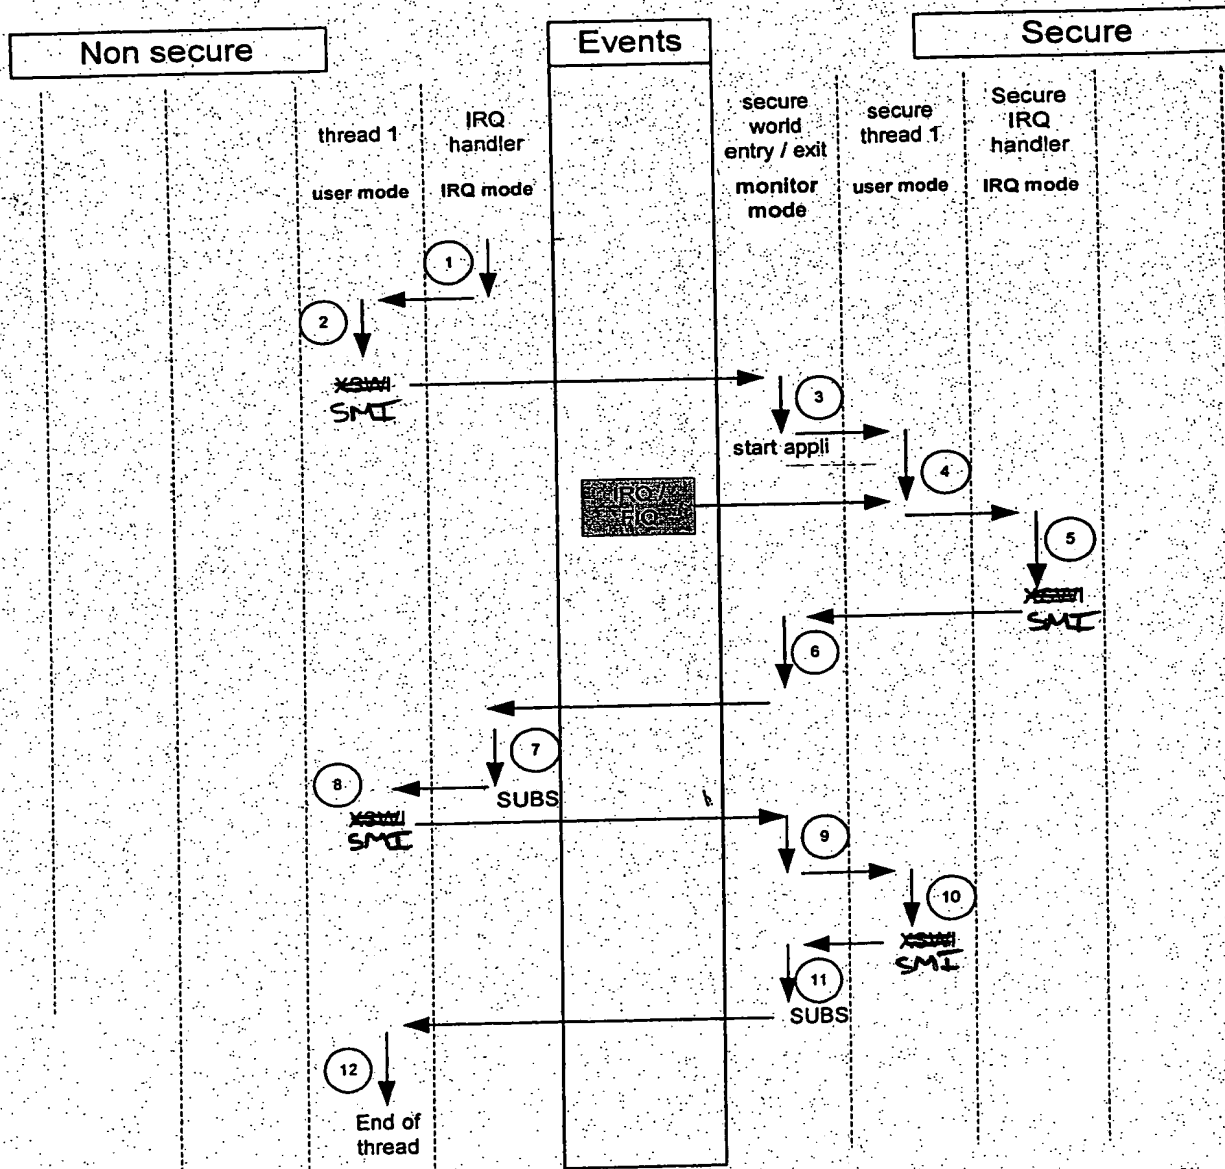 Non secure
Events
Secure
thread 1
user mode
IRQ
handler
IRQ mode
secure
world
entry / exit
monitor
mode
secure
thread 1
user mode
Secure
IRQ
handler
IRQ mode
1
2
XSWI
SMI
3
start appli
4
IRQ /
FIQ
5
XSWI
SMI
6
7
SUBS
8
XSWI
SMI
9
10
XSWI
SMI
11
SUBS
12
End of
thread